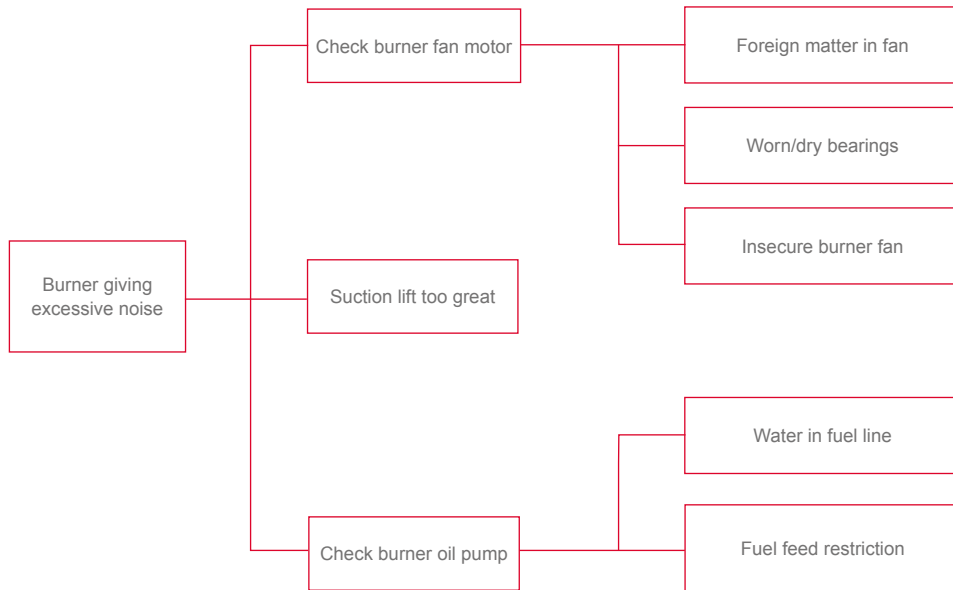 Check burner fan motor
Foreign matter in fan
Worn/dry bearings
Insecure burner fan
Burner giving
excessive noise
Suction lift too great
Water in fuel line
Check burner oil pump
Fuel feed restriction